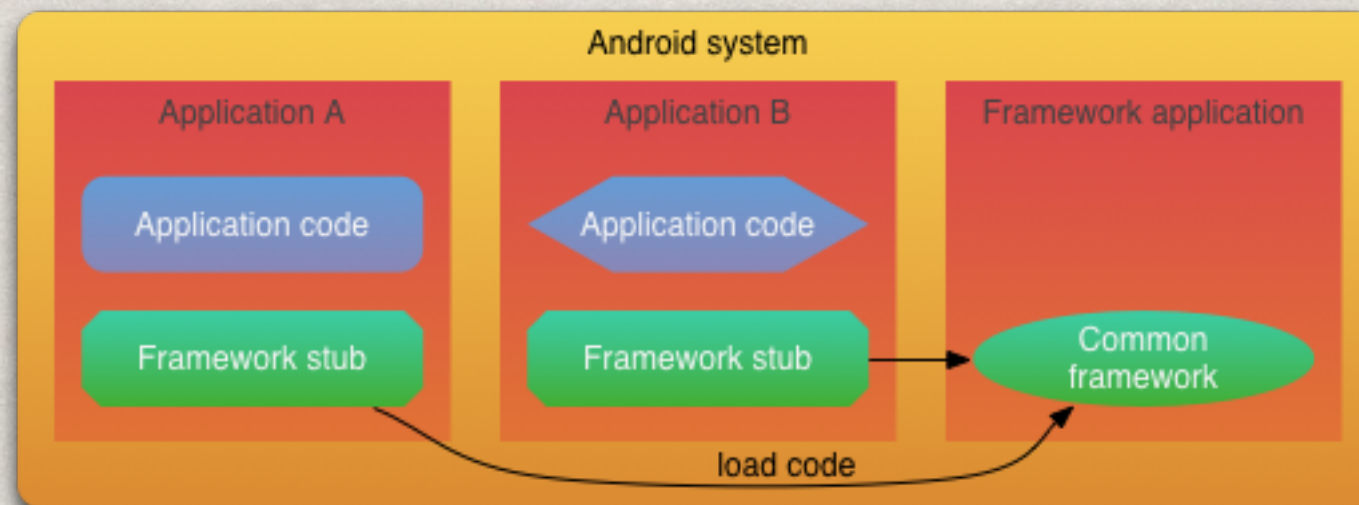 Android system
Application A
Application B
Framework application
Application code
Application code
Framework stub
Framework stub
Common
framework
load code